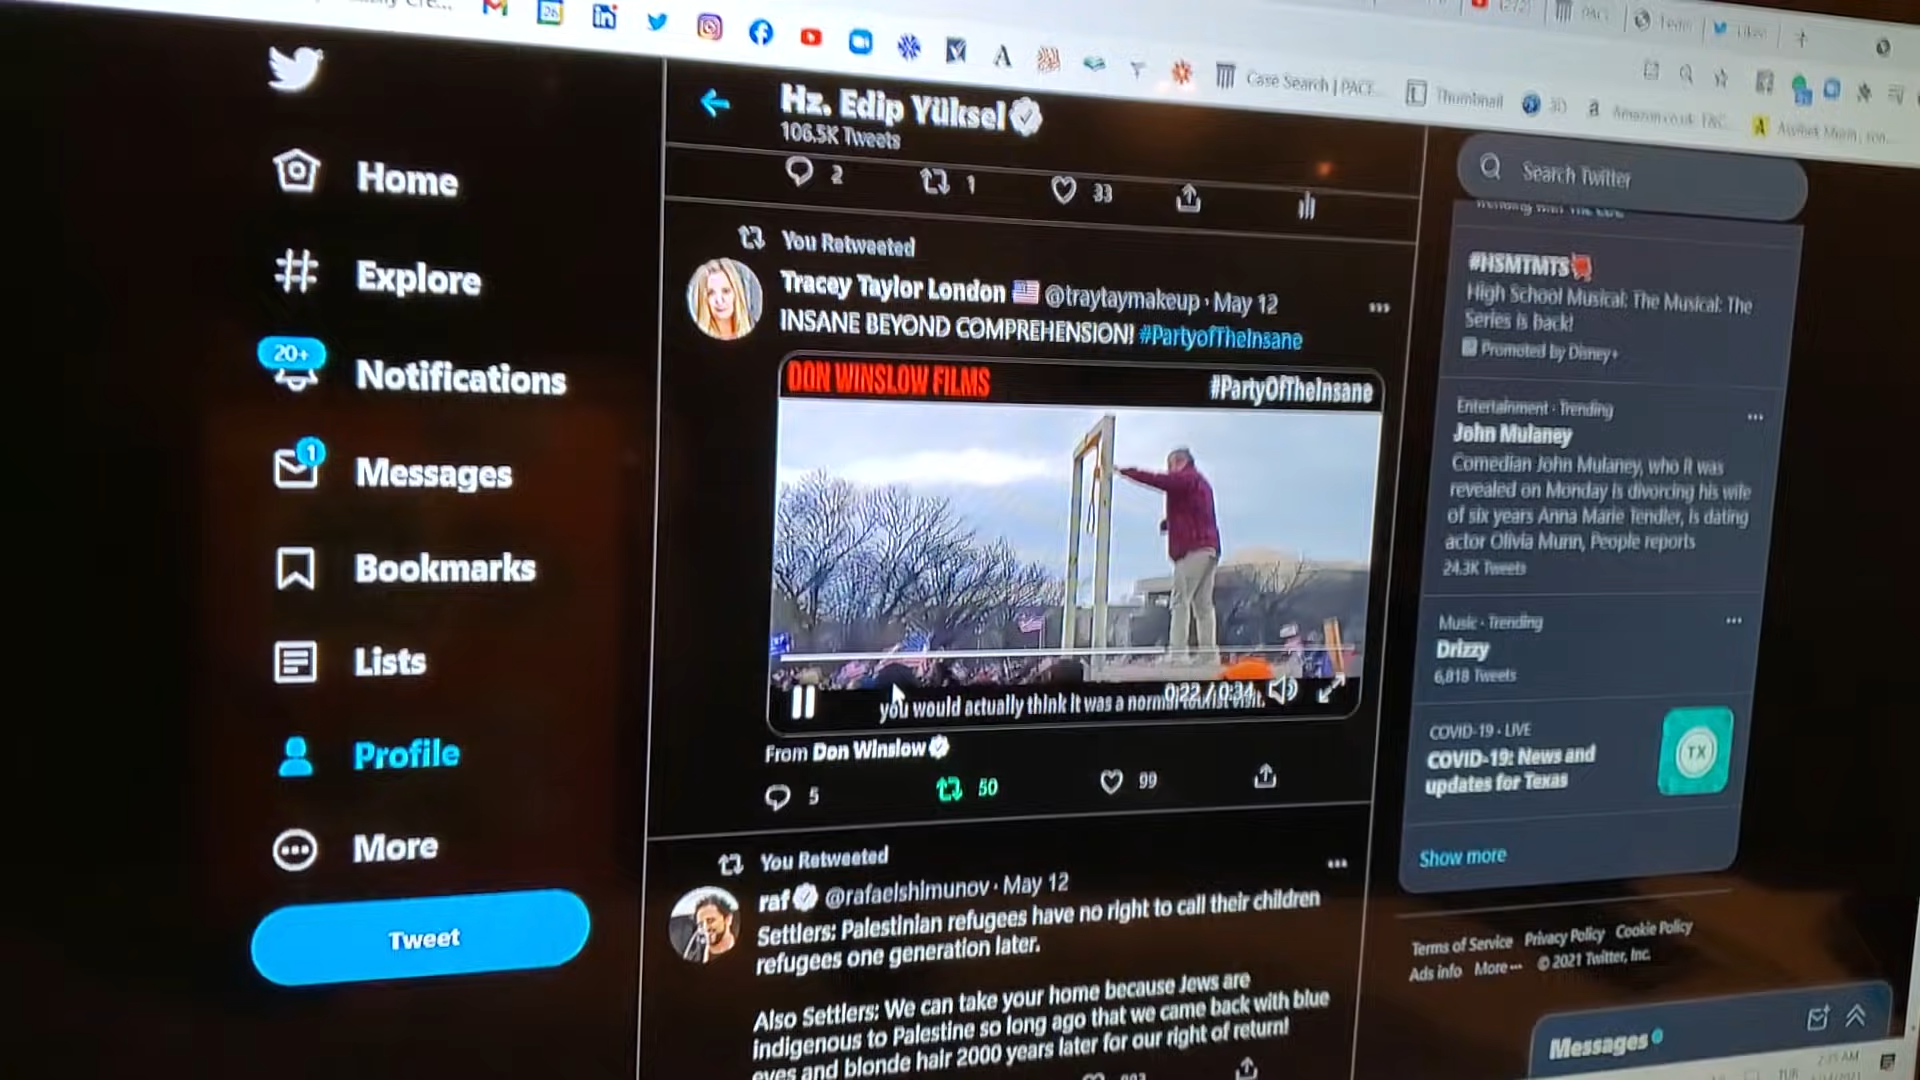 Case Search | PACE...
Thumbnail
3D
Amazon.co.uk
Hz. Edip Yüksel
106.5K Tweets
Home
Explore
20+
Notifications
1
Messages
Bookmarks
Lists
Profile
More
Tweet
2
1
33
You Retweeted
Tracey Taylor London @traytaymakeup · May 12
INSANE BEYOND COMPREHENSION! #PartyofTheInsane
DON WINSLOW FILMS
#PartyOfTheInsane
you would actually think it was a normal tourist visit.
0:22 / 0:34
From Don Winslow
5
50
99
You Retweeted
raf @rafaelshimunov · May 12
Settlers: Palestinian refugees have no right to call their children
refugees one generation later.
Also Settlers: We can take your home because Jews are
indigenous to Palestine so long ago that we came back with blue
eyes and blonde hair 2000 years later for our right of return!
Search Twitter
#HSMTMTS
High School Musical: The Musical: The
Series is back!
Promoted by Disney+
Entertainment · Trending
John Mulaney
Comedian John Mulaney, who it was
revealed on Monday is divorcing his wife
of six years Anna Marie Tendler, is dating
actor Olivia Munn, People reports
24.3K Tweets
Music · Trending
Drizzy
6,818 Tweets
COVID-19 · LIVE
COVID-19: News and
updates for Texas
TX
Show more
Terms of Service Privacy Policy Cookie Policy
Ads info More ··· © 2021 Twitter, Inc.
Messages